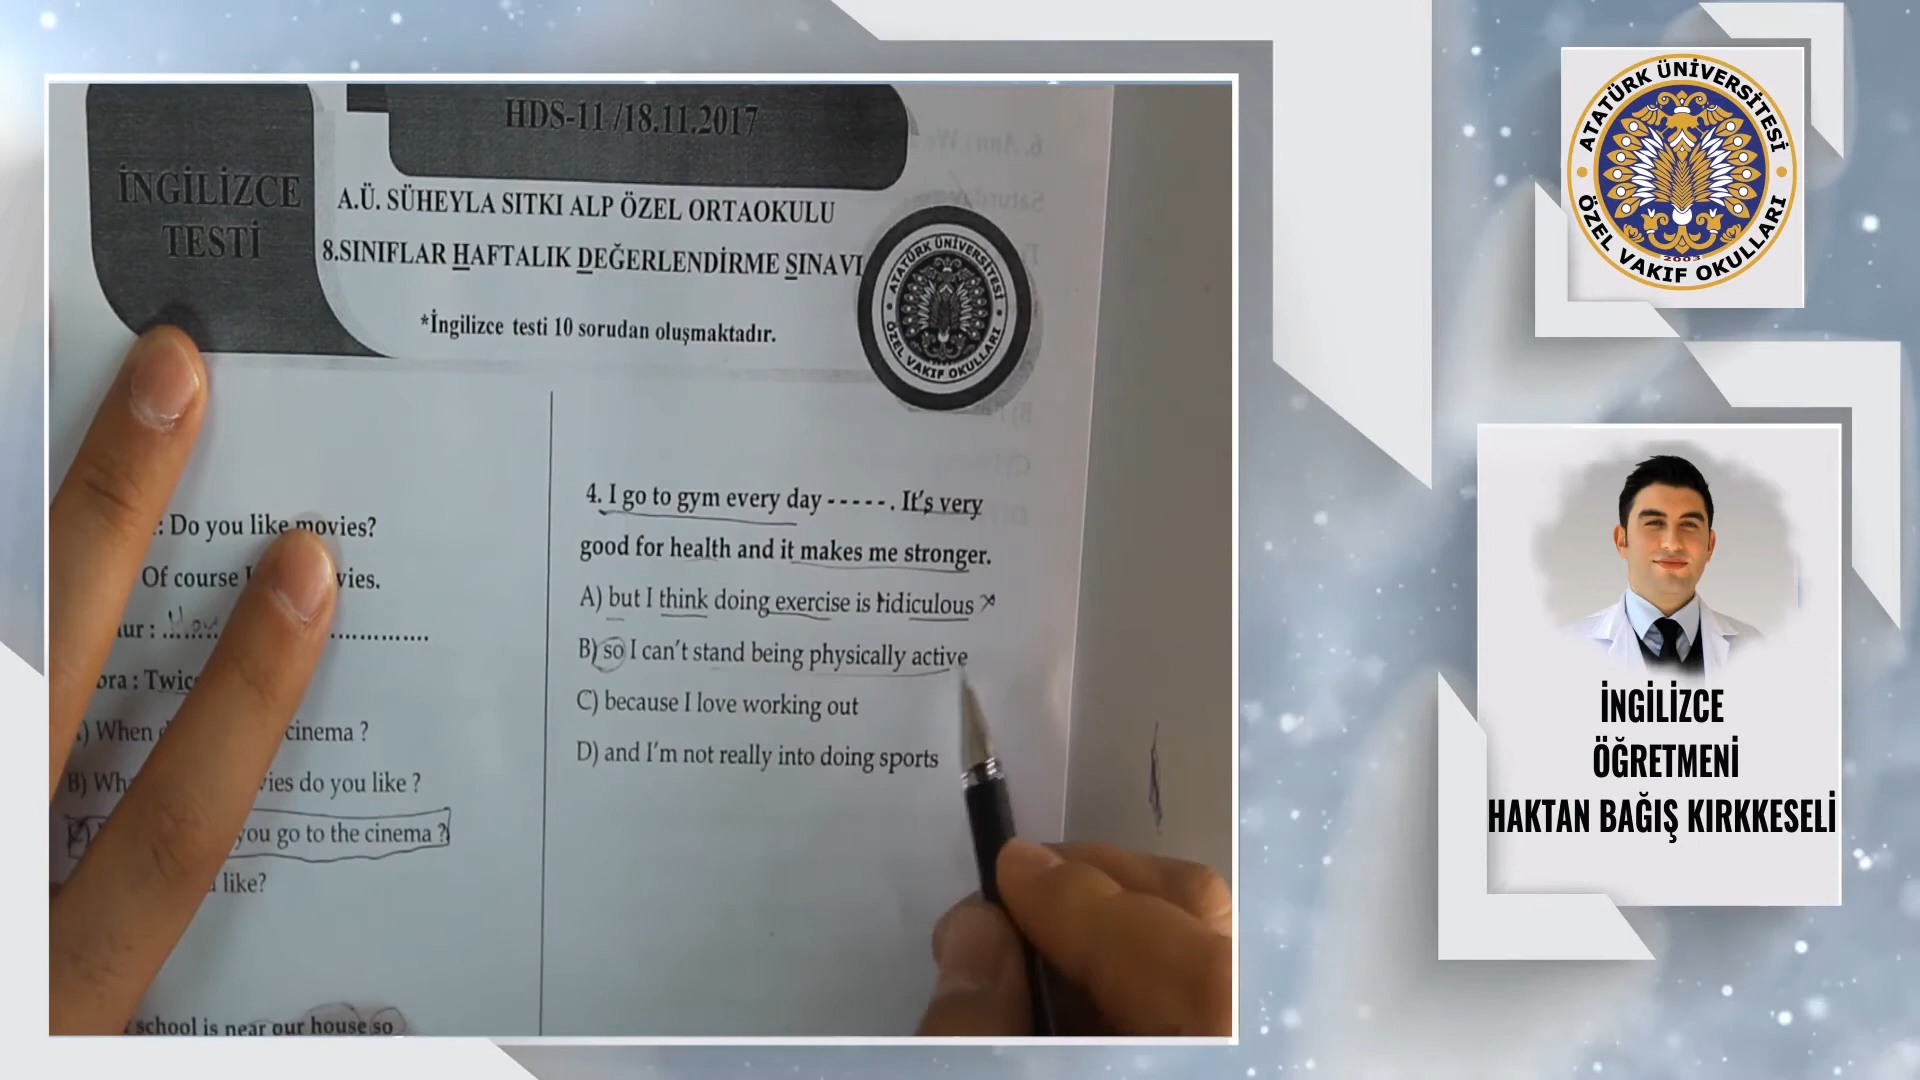 HDS-11 /18.11.2017
İNGİLİZCE
TESTİ
A.Ü. SÜHEYLA SITKI ALP ÖZEL ORTAOKULU
8.SINIFLAR HAFTALIK DEĞERLENDİRME SINAVI
*İngilizce testi 10 sorudan oluşmaktadır.
ATATÜRK ÜNİVERSİTESİ
ÖZEL VAKIF OKULLARI
: Do you like movies?
Of course
vies.
ur :
ora : Twic
When
cinema ?
B) Wh
vies do you like ?
you go to the cinema ?
like?
school is near our house so
4. I go to gym every day - - - - - . It's very
good for health and it makes me stronger.
A) but I think doing exercise is ridiculous
B) so I can't stand being physically active
C) because I love working out
D) and I'm not really into doing sports
ATATÜRK ÜNİVERSİTESİ
ÖZEL VAKIF OKULLARI
2003
İNGİLİZCE
ÖĞRETMENİ
HAKTAN BAĞIŞ KIRKKESELİ